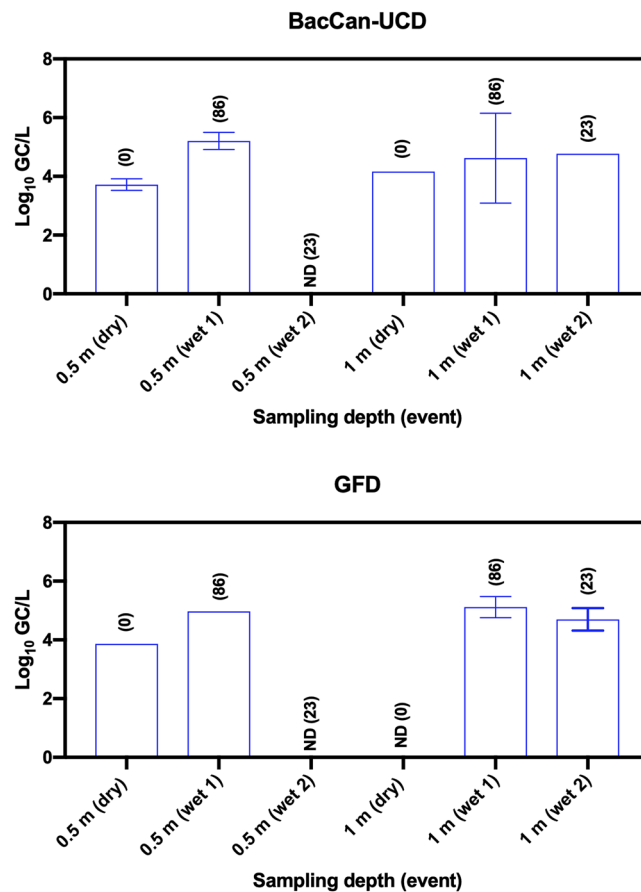 BacCan-UCD
Log₁₀ GC/L
8
6
4
2
0
(0)
(86)
ND (23)
(0)
(86)
(23)
0.5 m (dry)
0.5 m (wet 1)
0.5 m (wet 2)
1 m (dry)
1 m (wet 1)
1 m (wet 2)
Sampling depth (event)
GFD
Log₁₀ GC/L
8
6
4
2
0
(0)
(86)
ND (23)
ND (0)
(86)
(23)
0.5 m (dry)
0.5 m (wet 1)
0.5 m (wet 2)
1 m (dry)
1 m (wet 1)
1 m (wet 2)
Sampling depth (event)